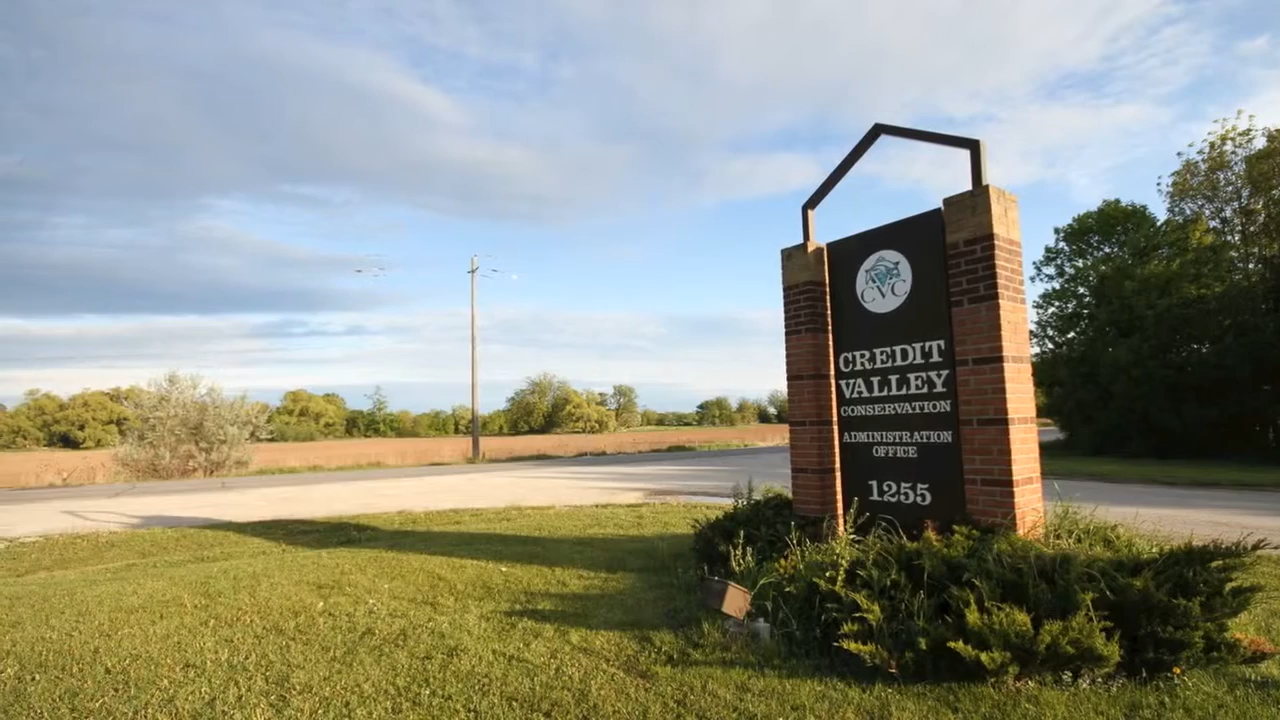 CVC
CREDIT
VALLEY
CONSERVATION
ADMINISTRATION
OFFICE
1255